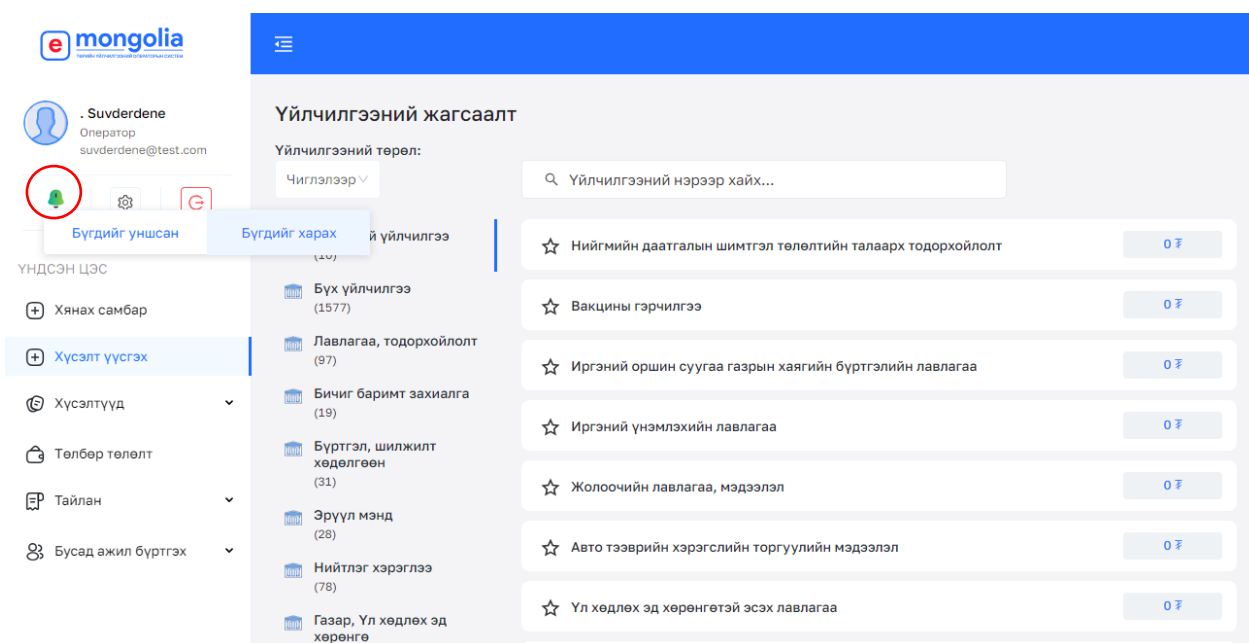 e mongolia
. Suvderdene
Оператор
suvderdene@test.com
Бүгдийг уншсан
Бүгдийг харах
ҮНДСЭН ЦЭС
Хянах самбар
Хүсэлт үүсгэх
Хүсэлтүүд
Төлбөр төлөлт
Тайлан
Бусад ажил бүртгэх
Үйлчилгээний жагсаалт
Үйлчилгээний төрөл:
Чиглэлээр
Үйлчилгээний нэрээр хайх...
й үйлчилгээ
(10)
Бүх үйлчилгээ
(1577)
Лавлагаа, тодорхойлолт
(97)
Бичиг баримт захиалга
(19)
Бүртгэл, шилжилт
хөдөлгөөн
(31)
Эрүүл мэнд
(28)
Нийтлэг хэрэглээ
(78)
Газар, Үл хөдлөх эд
хөрөнгө
Нийгмийн даатгалын шимтгэл төлөлтийн талаарх тодорхойлолт 0 ₮
Вакцины гэрчилгээ 0 ₮
Иргэний оршин суугаа газрын хаягийн бүртгэлийн лавлагаа 0 ₮
Иргэний үнэмлэхийн лавлагаа 0 ₮
Жолоочийн лавлагаа, мэдээлэл 0 ₮
Авто тээврийн хэрэгслийн торгуулийн мэдээлэл 0 ₮
Үл хөдлөх эд хөрөнгөтэй эсэх лавлагаа 0 ₮